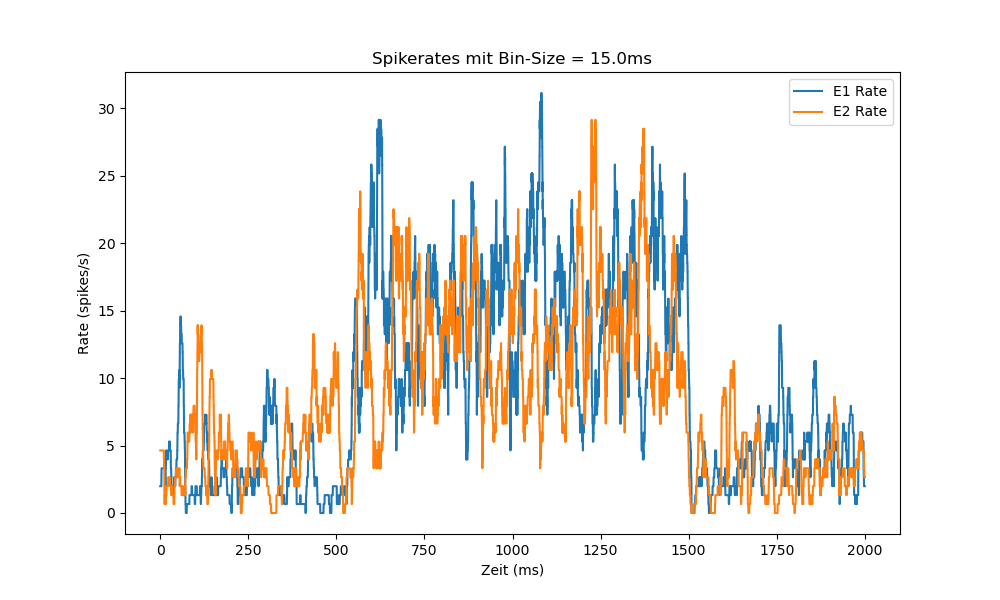 Spikerates mit Bin-Size = 15.0ms
E1 Rate
E2 Rate
Rate (spikes/s)
30
25
20
15
10
5
0
0 250 500 750 1000 1250 1500 1750 2000
Zeit (ms)